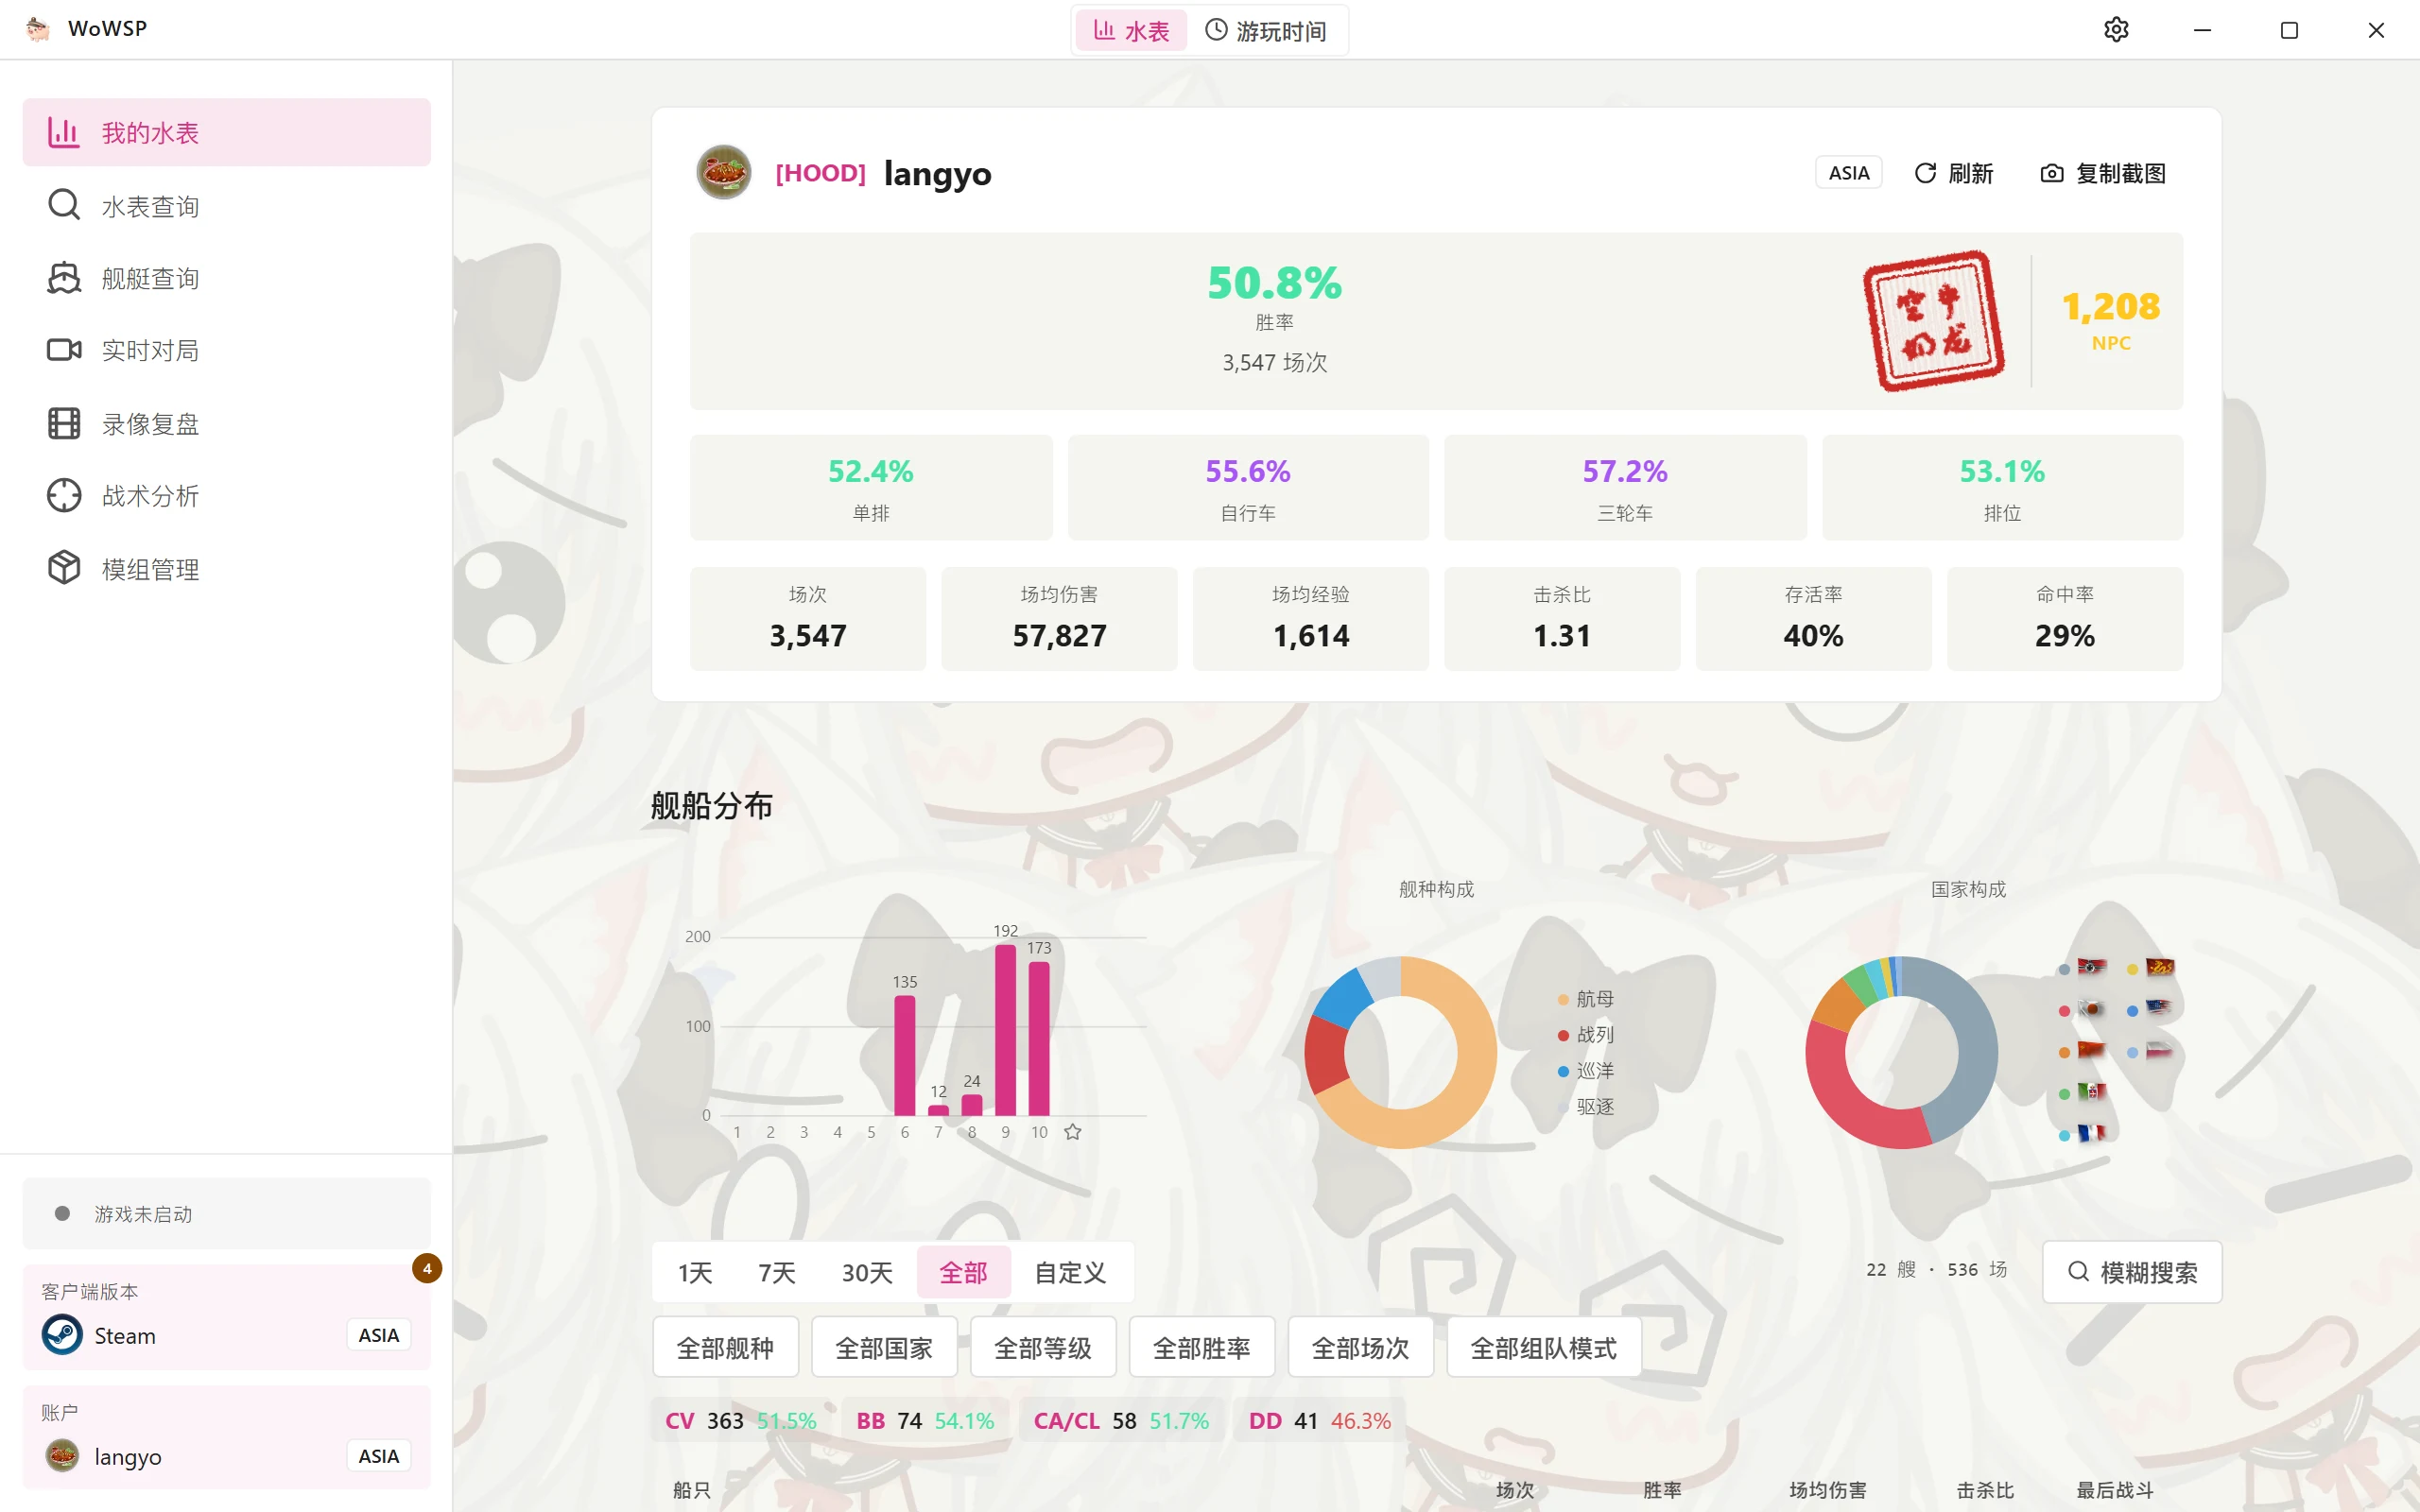 WoWSP
水表 游玩时间
我的水表
水表查询
舰艇查询
实时对局
录像复盘
战术分析
模组管理
游戏未启动
4
客户端版本
Steam ASIA
账户
langyo ASIA
[HOOD] langyo ASIA 刷新 复制截图
50.8%
胜率
3,547 场次
1,208
NPC
52.4% 55.6% 57.2% 53.1%
单排 自行车 三轮车 排位
场次 场均伤害 场均经验 击杀比 存活率 命中率
3,547 57,827 1,614 1.31 40% 29%
舰船分布
200
100
0
135 12 24 192 173
1 2 3 4 5 6 7 8 9 10
舰种构成
航母
战列
巡洋
驱逐
国家构成
1天 7天 30天 全部 自定义
22 艘 · 536 场 模糊搜索
全部舰种 全部国家 全部等级 全部胜率 全部场次 全部组队模式
CV 363 51.5% BB 74 54.1% CA/CL 58 51.7% DD 41 46.3%
船只 场次 胜率 场均伤害 击杀比 最后战斗